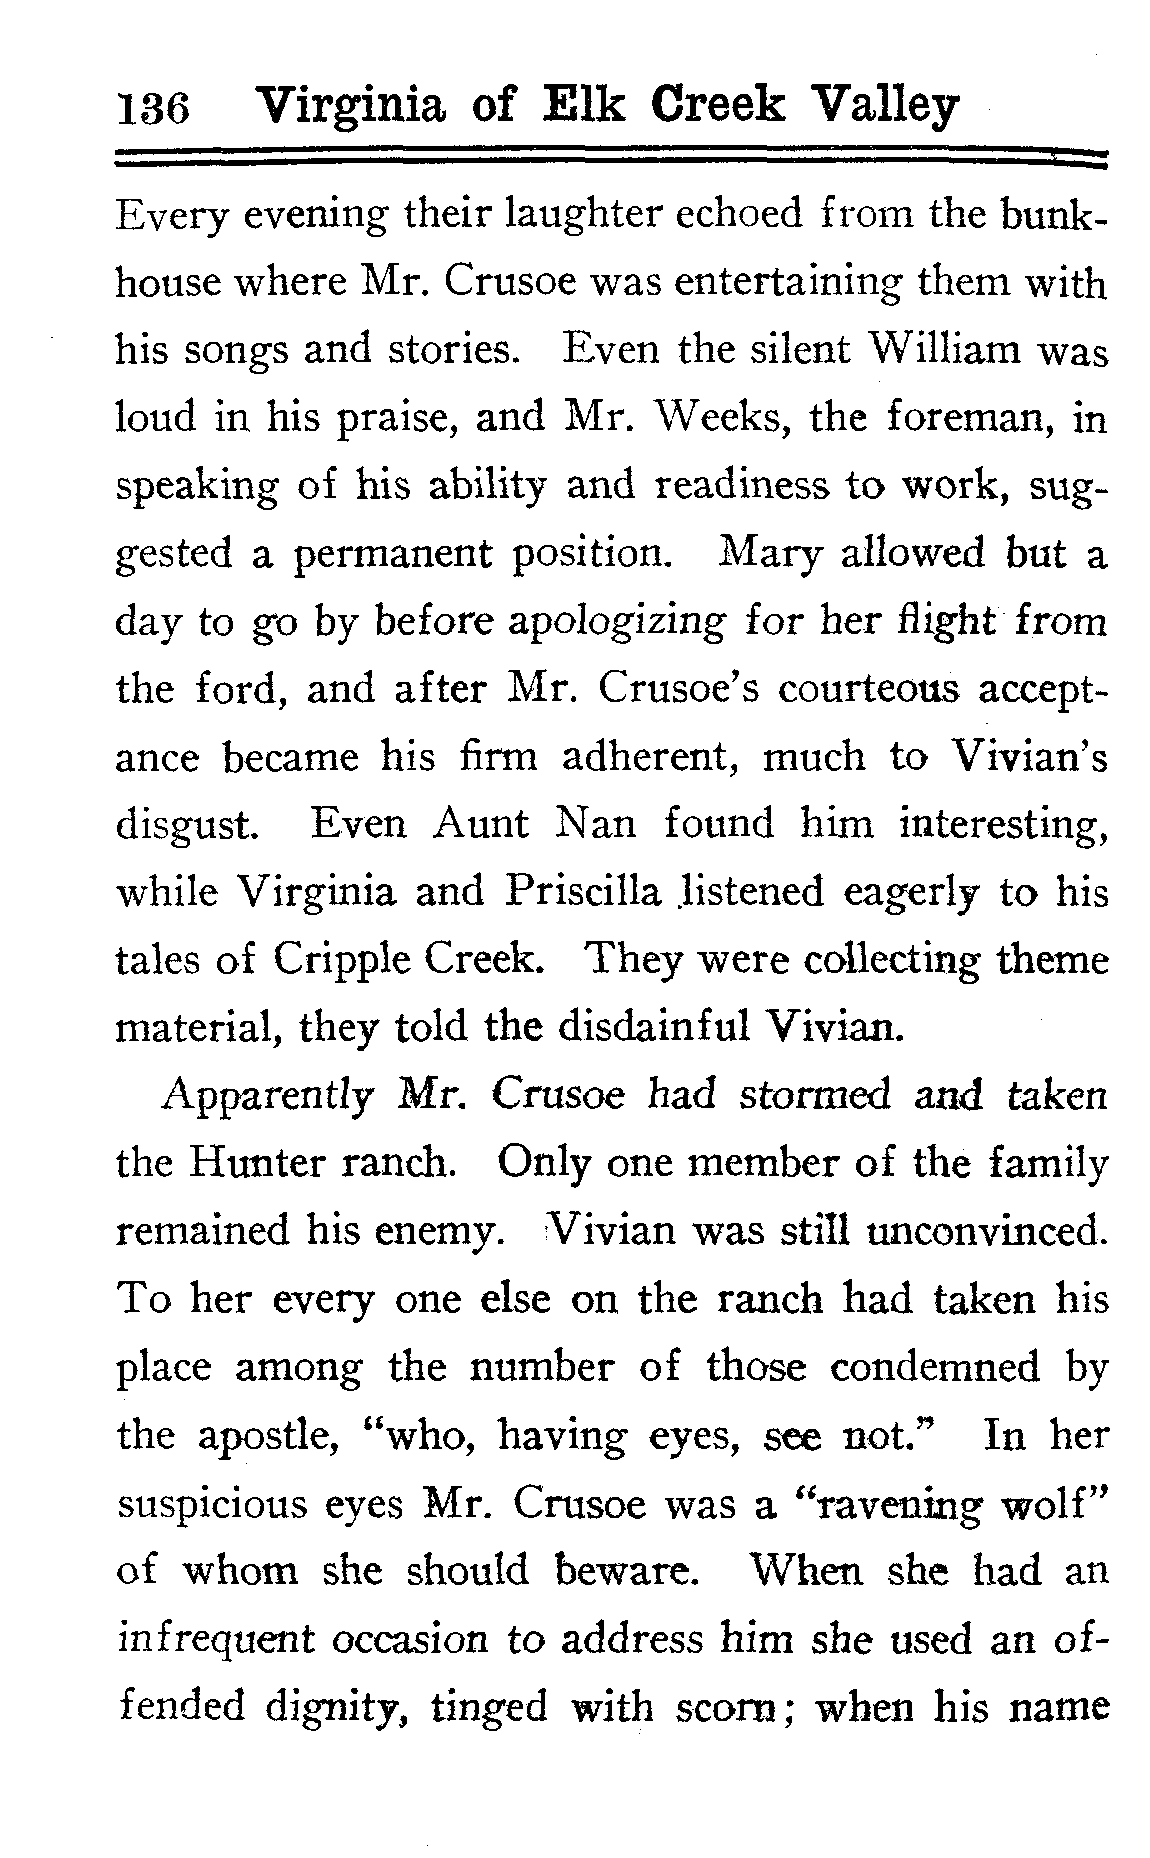 136 Virginia of Elk Creek Valley
Every evening their laughter echoed from the bunk-
house where Mr. Crusoe was entertaining them with
his songs and stories. Even the silent William was
loud in his praise, and Mr. Weeks, the foreman, in
speaking of his ability and readiness to work, sug-
gested a permanent position. Mary allowed but a
day to go by before apologizing for her flight from
the ford, and after Mr. Crusoe's courteous accept-
ance became his firm adherent, much to Vivian's
disgust. Even Aunt Nan found him interesting,
while Virginia and Priscilla listened eagerly to his
tales of Cripple Creek. They were collecting theme
material, they told the disdainful Vivian.
Apparently Mr. Crusoe had stormed and taken
the Hunter ranch. Only one member of the family
remained his enemy. Vivian was still unconvinced.
To her every one else on the ranch had taken his
place among the number of those condemned by
the apostle, "who, having eyes, see not." In her
suspicious eyes Mr. Crusoe was a "ravening wolf"
of whom she should beware. When she had an
infrequent occasion to address him she used an of-
fended dignity, tinged with scorn; when his name